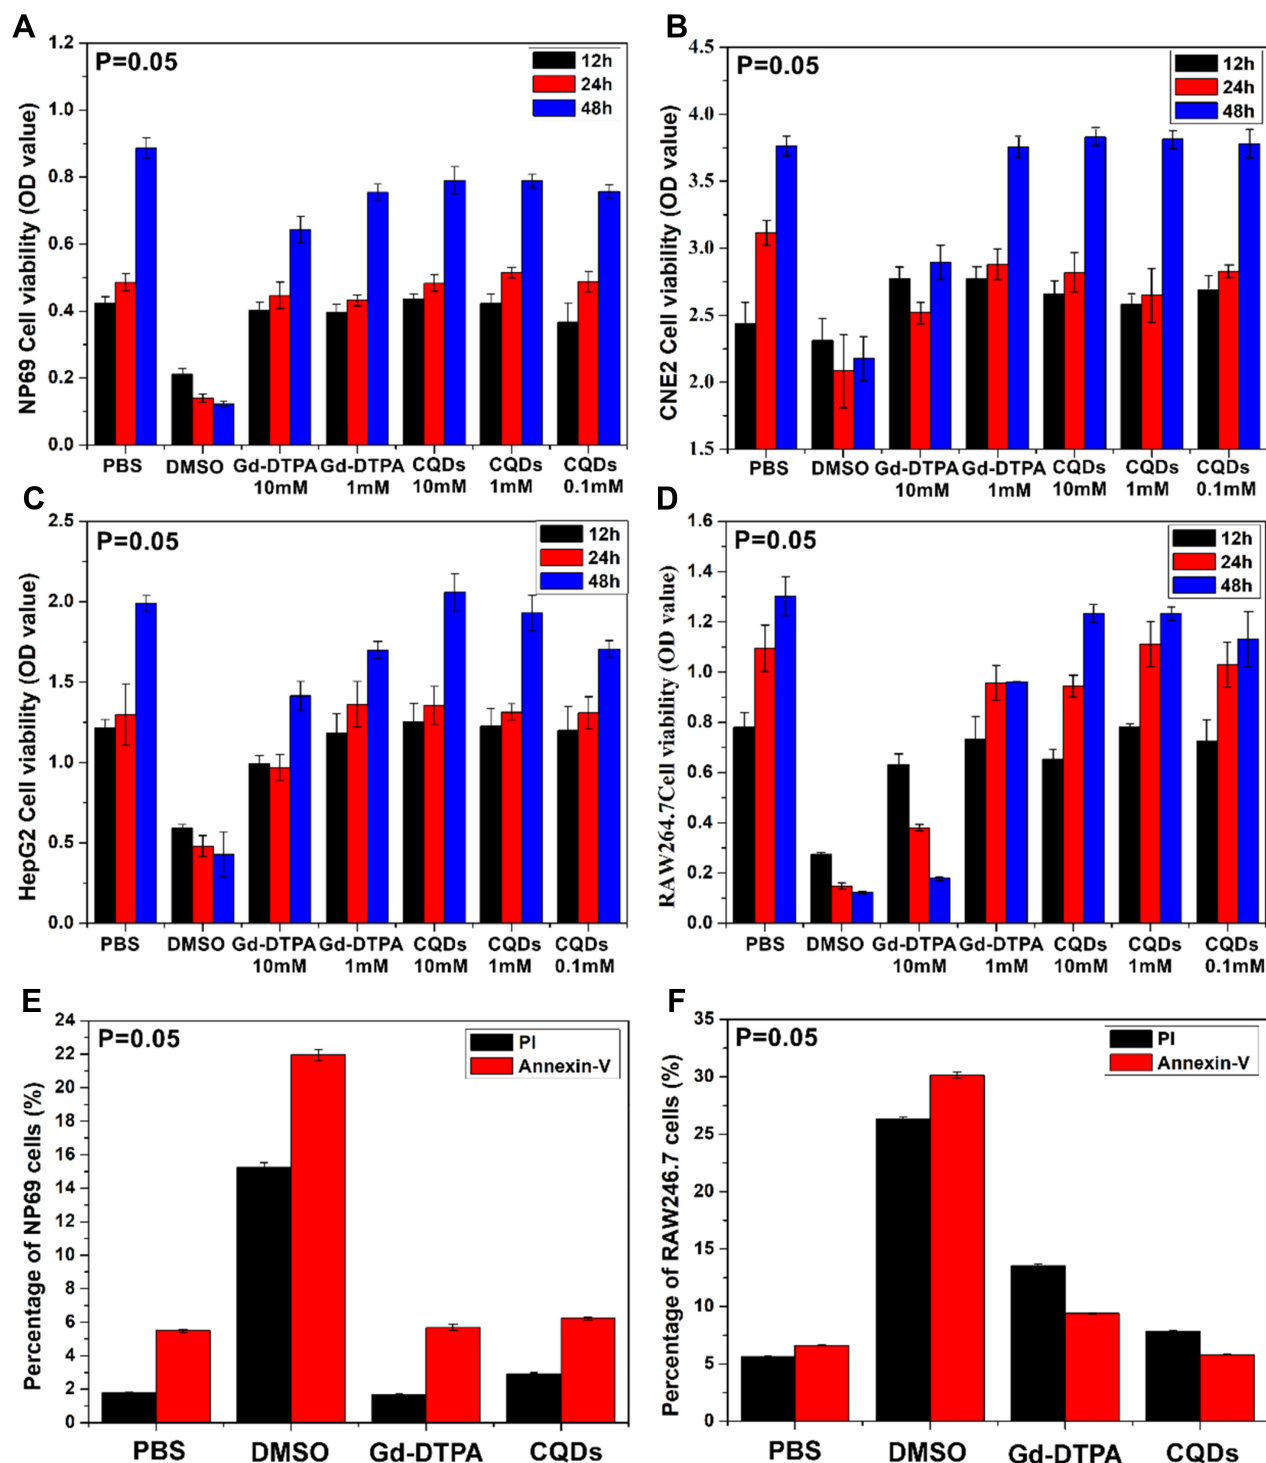 A
NP69 Cell viability (OD value)
P=0.05
12h
24h
48h
1.2
1.0
0.8
0.6
0.4
0.2
0.0
PBS DMSO Gd-DTPA Gd-DTPA CQDs CQDs CQDs
10mM 1mM 10mM 1mM 0.1mM
B
CNE2 Cell viability (OD value)
P=0.05
12h
24h
48h
4.5
4.0
3.5
3.0
2.5
2.0
1.5
PBS DMSO Gd-DTPA Gd-DTPA CQDs CQDs CQDs
10mM 1mM 10mM 1mM 0.1mM
C
HepG2 Cell viability (OD value)
P=0.05
12h
24h
48h
2.5
2.0
1.5
1.0
0.5
0.0
PBS DMSO Gd-DTPA Gd-DTPA CQDs CQDs CQDs
10mM 1mM 10mM 1mM 0.1mM
D
RAW264.7Cell viability (OD value)
P=0.05
12h
24h
48h
1.6
1.4
1.2
1.0
0.8
0.6
0.4
0.2
0.0
PBS DMSO Gd-DTPA Gd-DTPA CQDs CQDs CQDs
10mM 1mM 10mM 1mM 0.1mM
E
Percentage of NP69 cells (%)
P=0.05
PI
Annexin-V
24
22
20
18
16
14
12
10
8
6
4
2
0
PBS DMSO Gd-DTPA CQDs
F
Percentage of RAW246.7 cells (%)
P=0.05
PI
Annexin-V
35
30
25
20
15
10
5
0
PBS DMSO Gd-DTPA CQDs